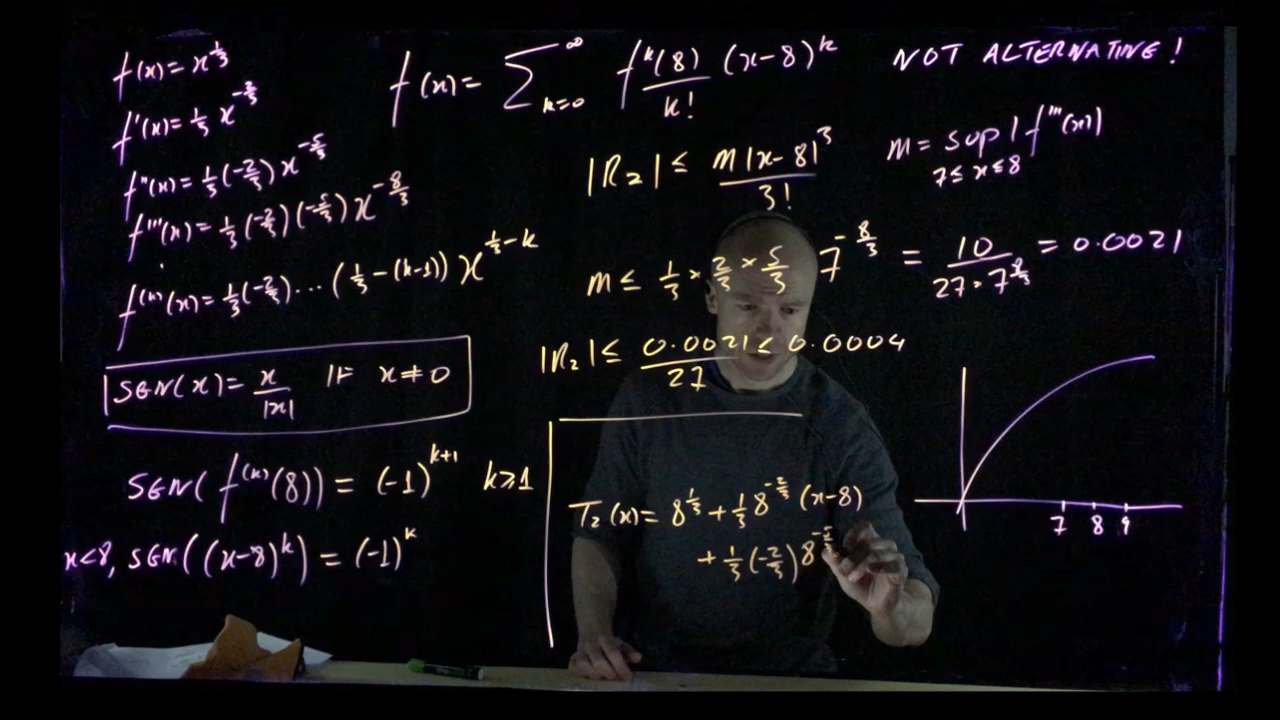 f(x) = x^{1/3}
f'(x) = 1/3 x^{-2/3}
f''(x) = 1/3 (-2/3) x^{-5/3}
f'''(x) = 1/3 (-2/3)(-5/3) x^{-8/3}
f^{(k)}(x) = 1/3 (-2/3) ... (1/3 - (k-1)) x^{1/3 - k}
SGN(x) = x/|x| IF x ≠ 0
SGN(f^{(k)}(8)) = (-1)^{k+1} k ≥ 1
x<8, SGN((x-8)^k) = (-1)^k
f(x) = ∑_{k=0}^{∞} f^k(8)/k! (x-8)^k
NOT ALTERNATING!
|R_2| ≤ M|x-8|^3/3!
M = sup_{7≤x≤8} |f'''(x)|
M ≤ 1/3 × 2/3 × 5/3 7^{-8/3} = 10/(27·7^{8/3}) = 0.0021
|R_2| ≤ 0.0021/27 ≤ 0.0004
T_2(x) = 8^{1/3} + 1/3 8^{-2/3} (x-8)
+ 1/3 (-2/3) 8^{-5/3}
7 8 9